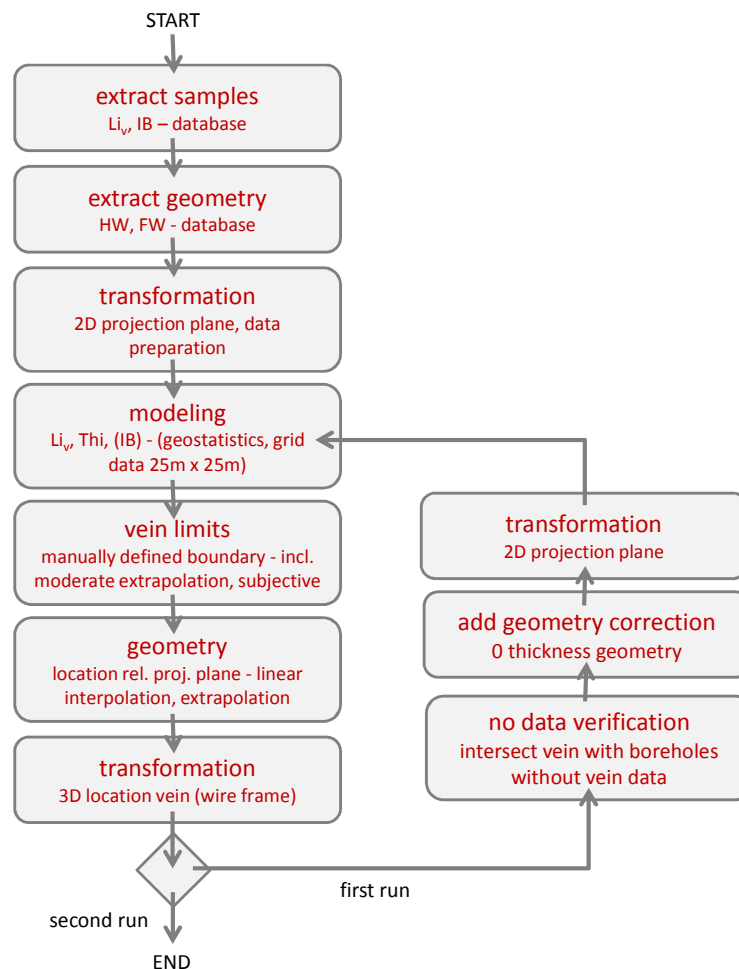 START
extract samples
Liv, IB – database
extract geometry
HW, FW - database
transformation
2D projection plane, data
preparation
modeling
Liv, Thi, (IB) - (geostatistics, grid
data 25m x 25m)
vein limits
manually defined boundary - incl.
moderate extrapolation, subjective
geometry
location rel. proj. plane - linear
interpolation, extrapolation
transformation
3D location vein (wire frame)
transformation
2D projection plane
add geometry correction
0 thickness geometry
no data verification
intersect vein with boreholes
without vein data
first run
second run
END